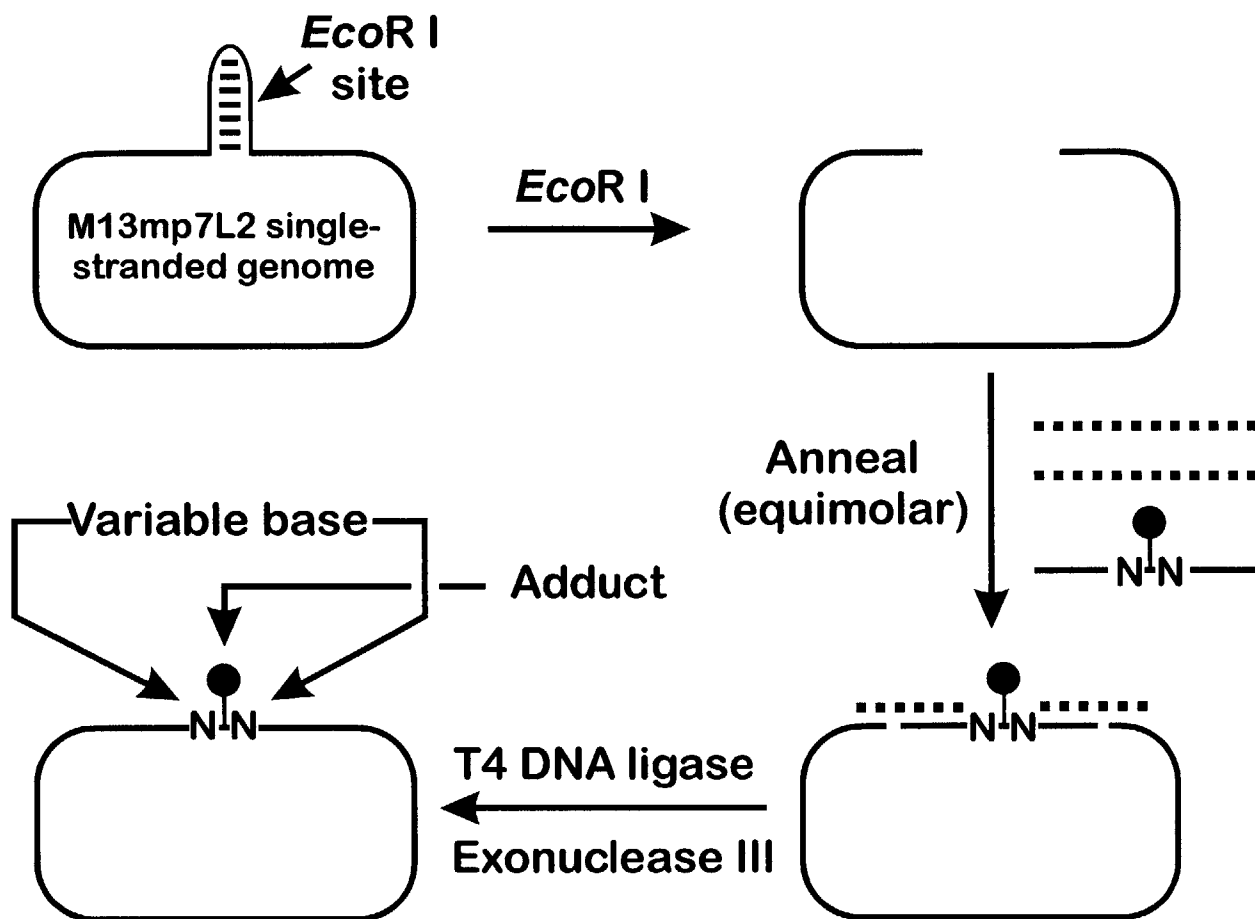 EcoR I
site
M13mp7L2 single-
stranded genome
EcoR I
Anneal
(equimolar)
N N
Variable base
Adduct
N N
N N
T4 DNA ligase
Exonuclease III